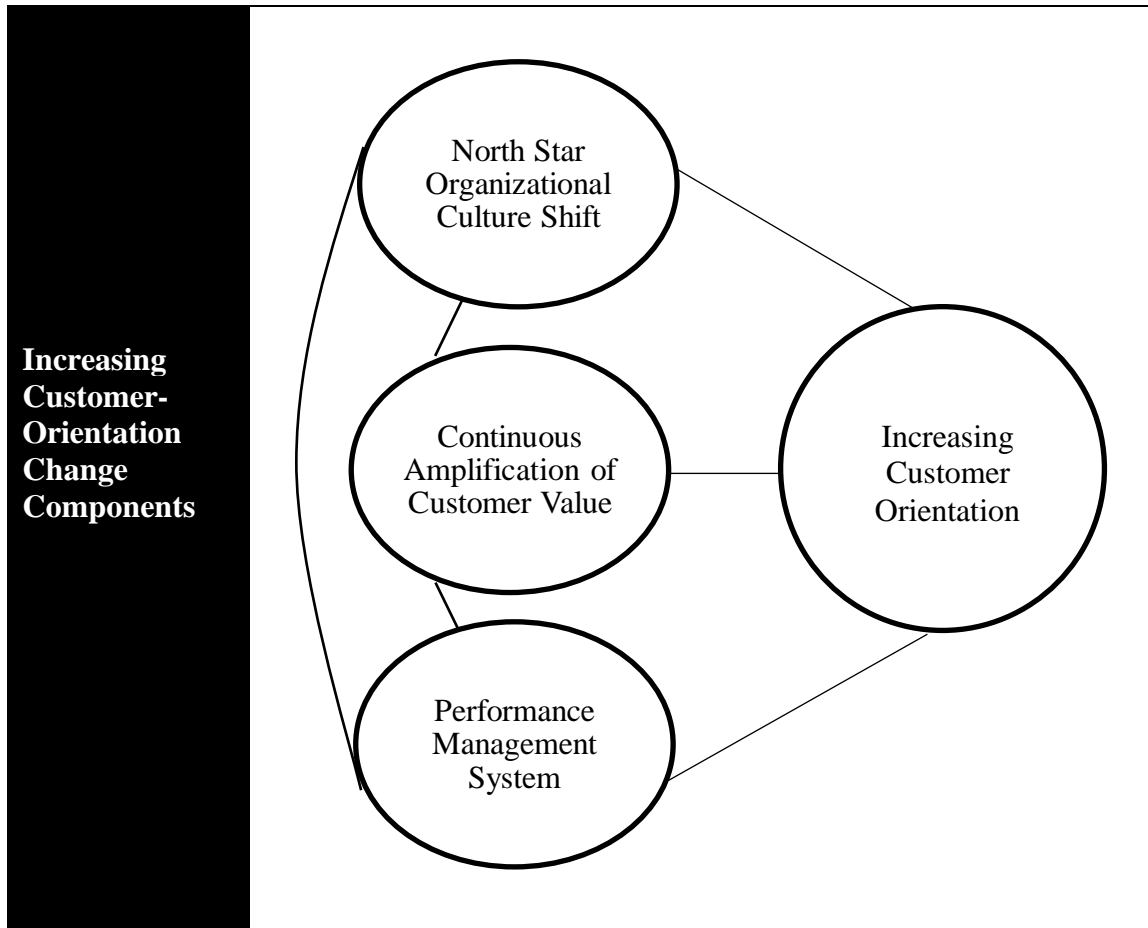 Increasing
Customer-
Orientation
Change
Components
North Star
Organizational
Culture Shift
Continuous
Amplification of
Customer Value
Performance
Management
System
Increasing
Customer
Orientation